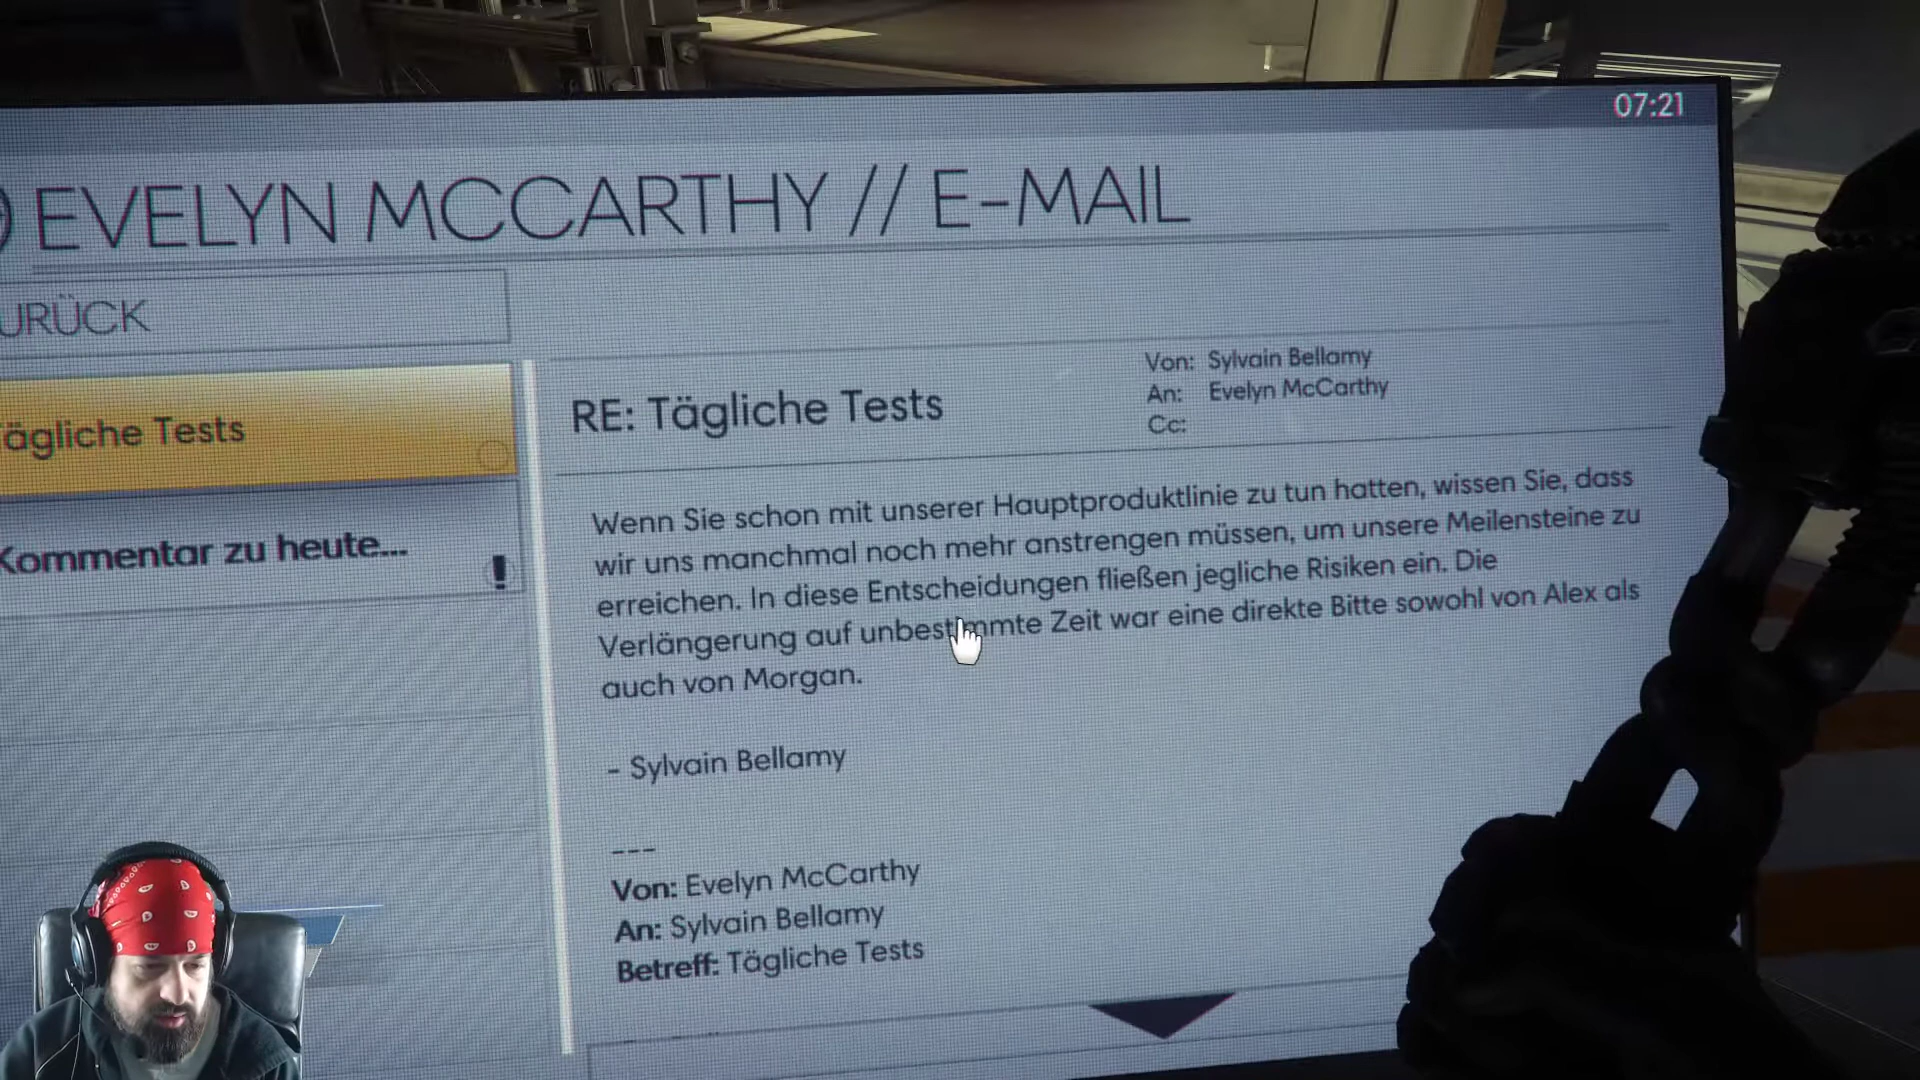 07:21
EVELYN MCCARTHY // E-MAIL
URÜCK
Tägliche Tests
Kommentar zu heute...
!
RE: Tägliche Tests
Von: Sylvain Bellamy
An: Evelyn McCarthy
Cc:
Wenn Sie schon mit unserer Hauptproduktlinie zu tun hatten, wissen Sie, dass
wir uns manchmal noch mehr anstrengen müssen, um unsere Meilensteine zu
erreichen. In diese Entscheidungen fließen jegliche Risiken ein. Die
Verlängerung auf unbestimmte Zeit war eine direkte Bitte sowohl von Alex als
auch von Morgan.
- Sylvain Bellamy
---
Von: Evelyn McCarthy
An: Sylvain Bellamy
Betreff: Tägliche Tests